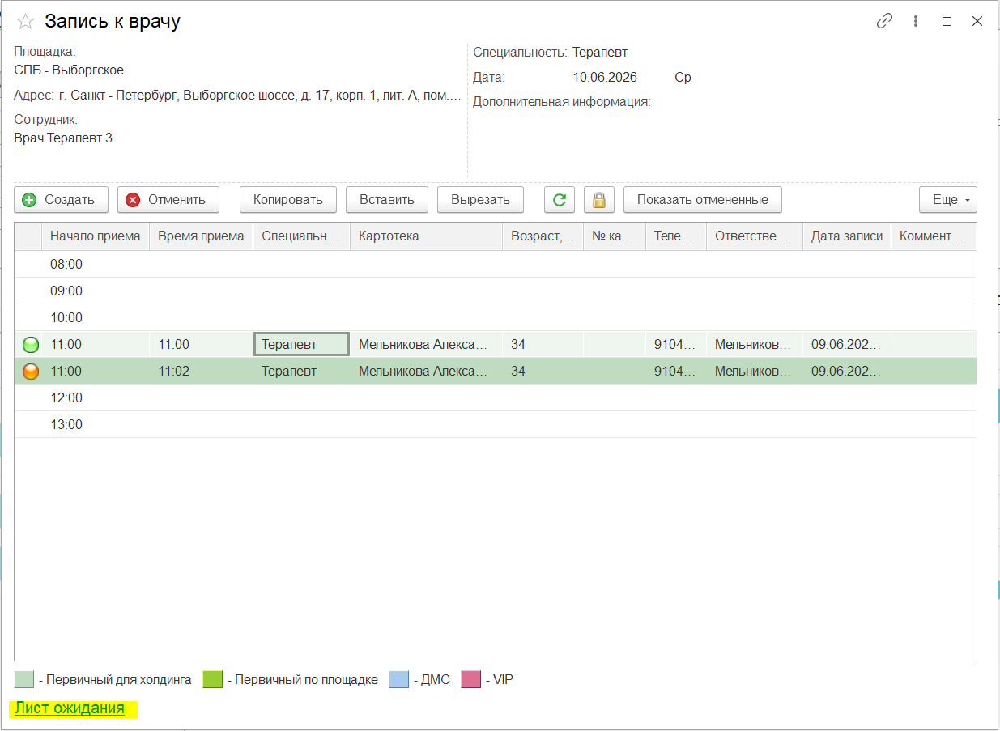 Запись к врачу
Площадка:
СПБ - Выборгское
Адрес: г. Санкт - Петербург, Выборгское шоссе, д. 17, корп. 1, лит. А, пом....
Сотрудник:
Врач Терапевт 3
Специальность: Терапевт
Дата: 10.06.2026 Ср
Дополнительная информация:
Создать Отменить Копировать Вставить Вырезать Показать отмененные Еще
Начало приема Время приема Специальн... Картотека Возраст,... № ка... Теле... Ответстве... Дата записи Коммент...
08:00
09:00
10:00
11:00 11:00 Терапевт Мельникова Алекса... 34 9104... Мельников... 09.06.202...
11:00 11:02 Терапевт Мельникова Алекса... 34 9104... Мельников... 09.06.202...
12:00
13:00
- Первичный для холдинга - Первичный по площадке - ДМС - VIP
Лист ожидания